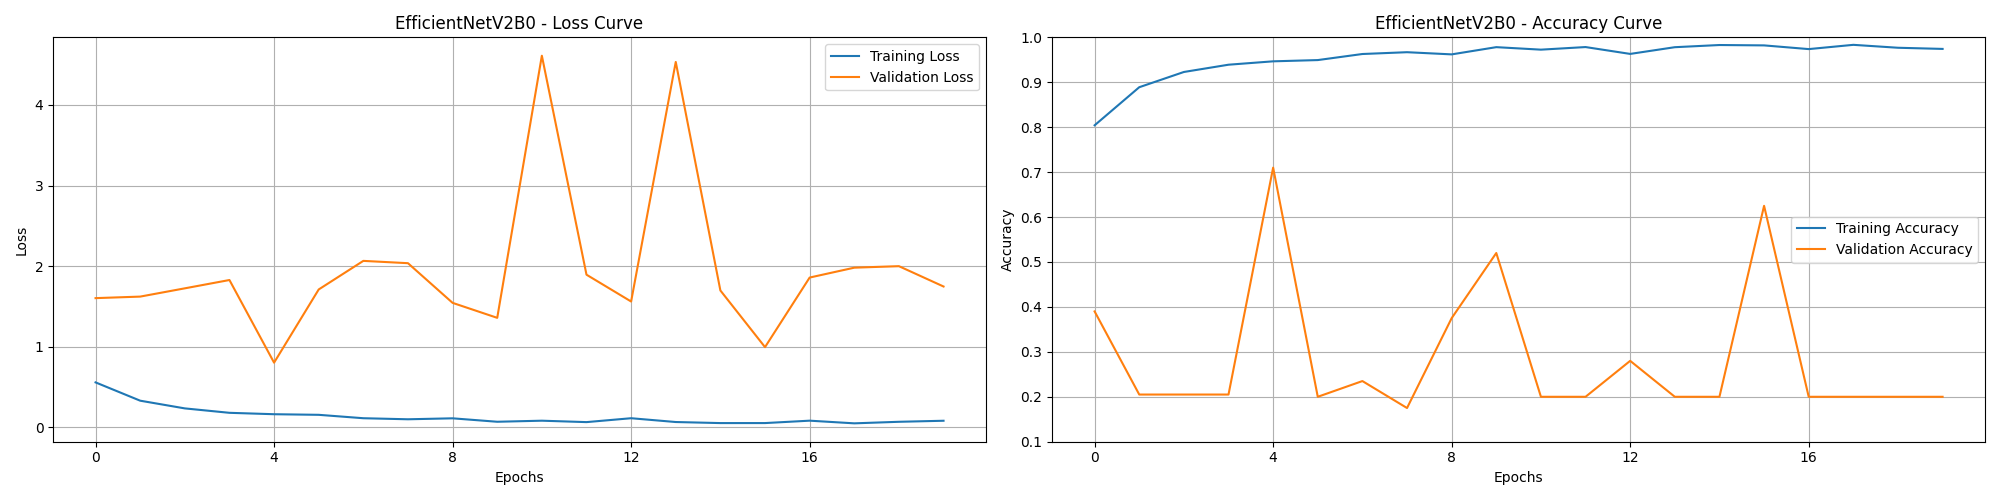 EfficientNetV2B0 - Loss Curve
Training Loss
Validation Loss
4
3
2
1
0
Loss
0 4 8 12 16
Epochs
EfficientNetV2B0 - Accuracy Curve
1.0
0.9
0.8
0.7
0.6
0.5
0.4
0.3
0.2
0.1
Accuracy
Training Accuracy
Validation Accuracy
0 4 8 12 16
Epochs